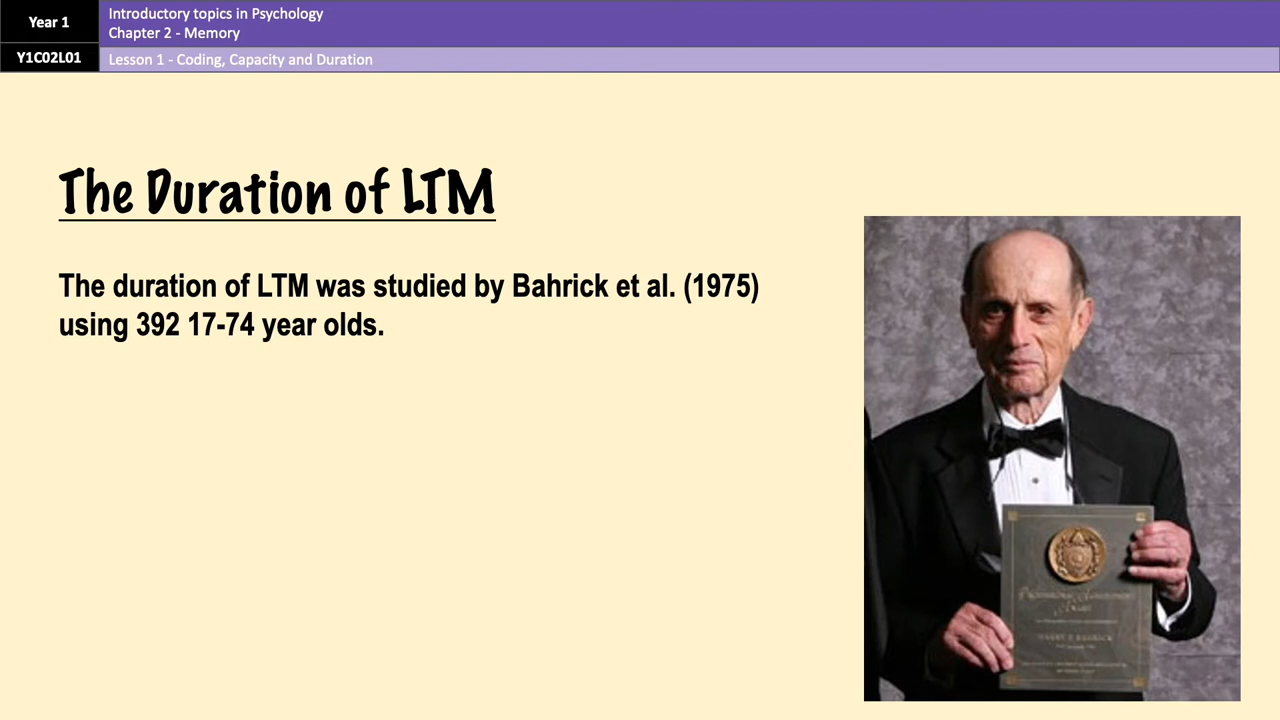 Year 1
Introductory topics in Psychology
Chapter 2 - Memory
Y1C02L01
Lesson 1 - Coding, Capacity and Duration
The Duration of LTM
The duration of LTM was studied by Bahrick et al. (1975)
using 392 17-74 year olds.